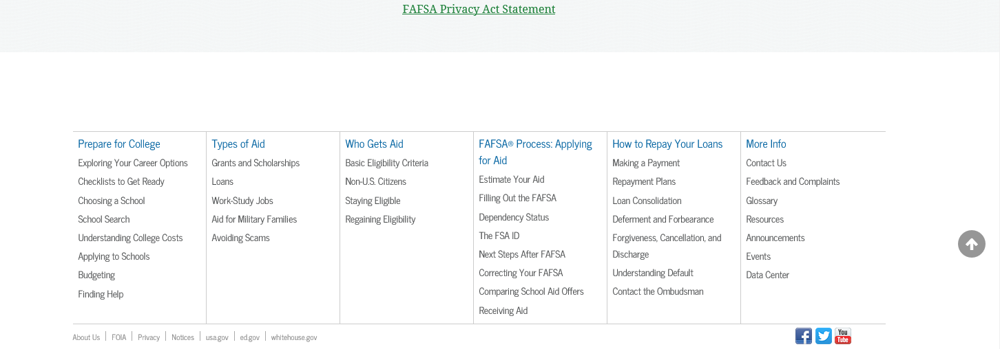 FAFSA Privacy Act Statement
Prepare for College
Exploring Your Career Options
Checklists to Get Ready
Choosing a School
School Search
Understanding College Costs
Applying to Schools
Budgeting
Finding Help
Types of Aid
Grants and Scholarships
Loans
Work-Study Jobs
Aid for Military Families
Avoiding Scams
Who Gets Aid
Basic Eligibility Criteria
Non-U.S. Citizens
Staying Eligible
Regaining Eligibility
FAFSA® Process: Applying
for Aid
Estimate Your Aid
Filling Out the FAFSA
Dependency Status
The FSA ID
Next Steps After FAFSA
Correcting Your FAFSA
Comparing School Aid Offers
Receiving Aid
How to Repay Your Loans
Making a Payment
Repayment Plans
Loan Consolidation
Deferment and Forbearance
Forgiveness, Cancellation, and
Discharge
Understanding Default
Contact the Ombudsman
More Info
Contact Us
Feedback and Complaints
Glossary
Resources
Announcements
Events
Data Center
About Us | FOIA | Privacy | Notices | usa.gov | ed.gov | whitehouse.gov
You
Tube